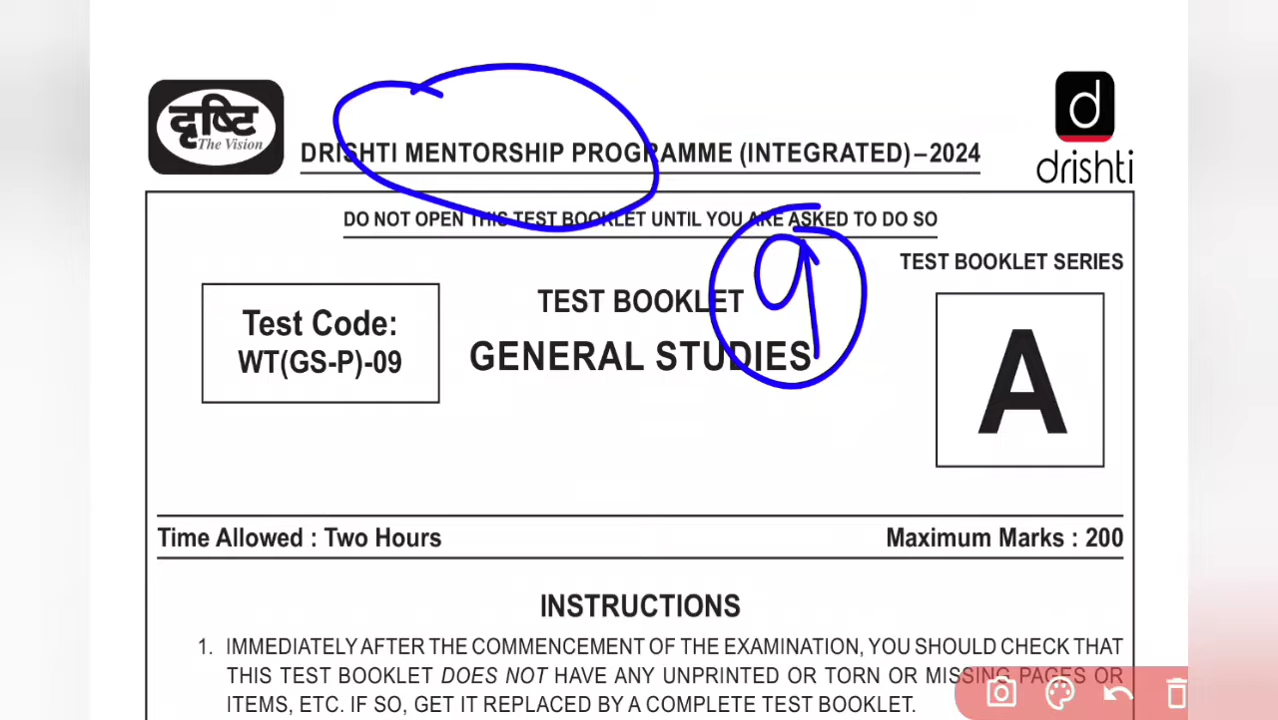 दृष्टि
The Vision
DRISHTI MENTORSHIP PROGRAMME (INTEGRATED)–2024
d
drishti
DO NOT OPEN THIS TEST BOOKLET UNTIL YOU ARE ASKED TO DO SO
TEST BOOKLET SERIES
Test Code:
WT(GS-P)-09
TEST BOOKLET
9
GENERAL STUDIES
A
Time Allowed : Two Hours
Maximum Marks : 200
INSTRUCTIONS
1. IMMEDIATELY AFTER THE COMMENCEMENT OF THE EXAMINATION, YOU SHOULD CHECK THAT
THIS TEST BOOKLET DOES NOT HAVE ANY UNPRINTED OR TORN OR MISSING PAGES OR
ITEMS, ETC. IF SO, GET IT REPLACED BY A COMPLETE TEST BOOKLET.